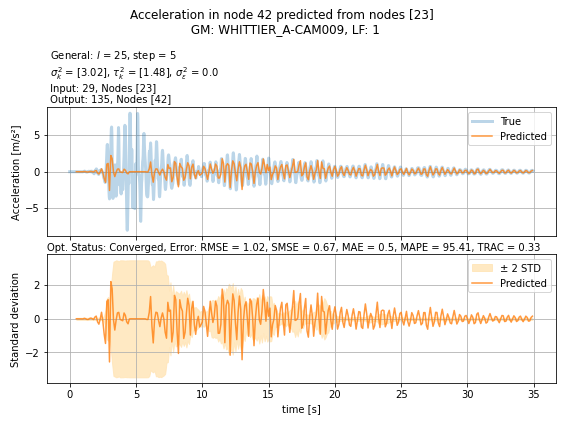 Acceleration in node 42 predicted from nodes [23]
GM: WHITTIER_A-CAM009, LF: 1
General: l = 25, step = 5
σ²ₖ = [3.02], τ²ₖ = [1.48], σ²ε = 0.0
Input: 29, Nodes [23]
Output: 135, Nodes [42]
True
Predicted
Acceleration [m/s²]
5
0
−5
Opt. Status: Converged, Error: RMSE = 1.02, SMSE = 0.67, MAE = 0.5, MAPE = 95.41, TRAC = 0.33
± 2 STD
Predicted
Standard deviation
2
0
−2
0 5 10 15 20 25 30 35
time [s]